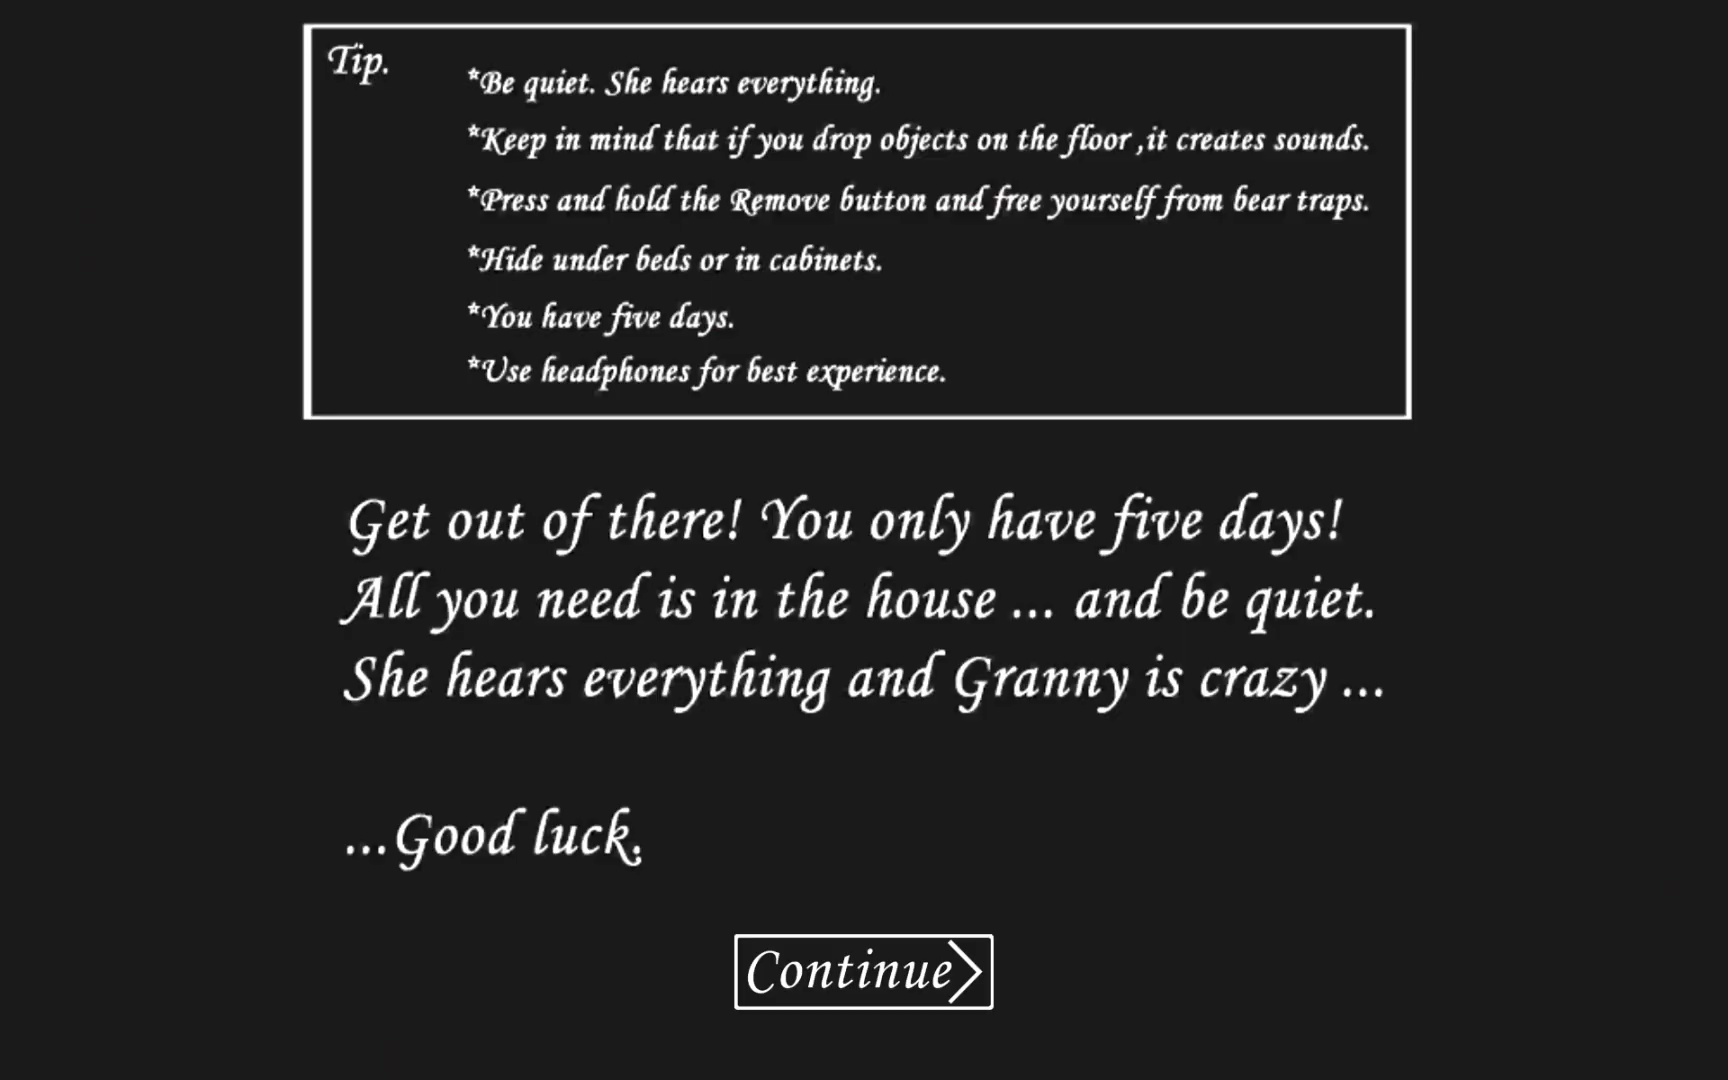 Tip.
*Be quiet. She hears everything.
*Keep in mind that if you drop objects on the floor ,it creates sounds.
*Press and hold the Remove button and free yourself from bear traps.
*Hide under beds or in cabinets.
*You have five days.
*Use headphones for best experience.
Get out of there! You only have five days!
All you need is in the house ... and be quiet.
She hears everything and Granny is crazy ...
...Good luck.
Continue